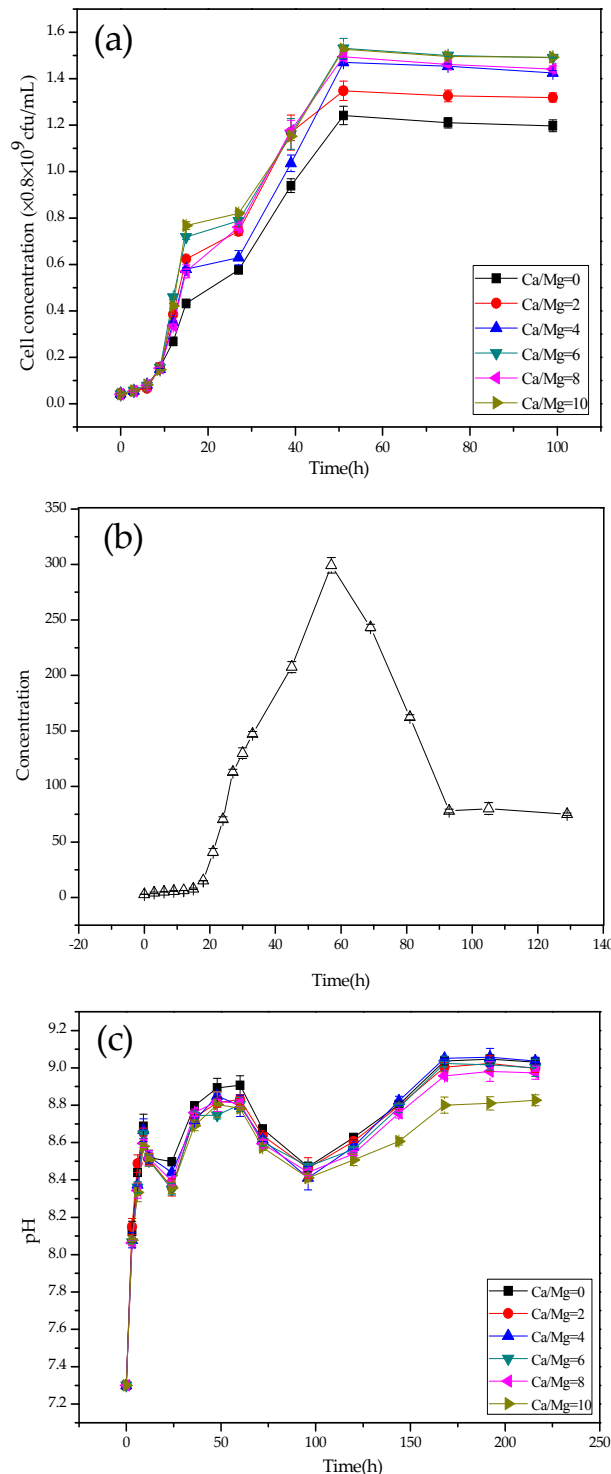 (a)
Cell concentration (×0.8×10⁹ cfu/mL)
1.6
1.4
1.2
1.0
0.8
0.6
0.4
0.2
0.0
Ca/Mg=0
Ca/Mg=2
Ca/Mg=4
Ca/Mg=6
Ca/Mg=8
Ca/Mg=10
0 20 40 60 80 100
Time(h)
(b)
Concentration
350
300
250
200
150
100
50
0
-20 0 20 40 60 80 100 120 140
Time(h)
(c)
pH
9.2
9.0
8.8
8.6
8.4
8.2
8.0
7.8
7.6
7.4
7.2
Ca/Mg=0
Ca/Mg=2
Ca/Mg=4
Ca/Mg=6
Ca/Mg=8
Ca/Mg=10
0 50 100 150 200 250
Time(h)